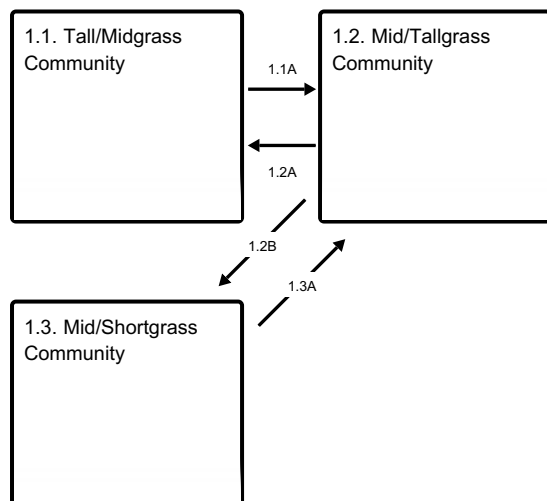 1.1. Tall/Midgrass
Community
1.2. Mid/Tallgrass
Community
1.1A
1.2A
1.2B
1.3A
1.3. Mid/Shortgrass
Community